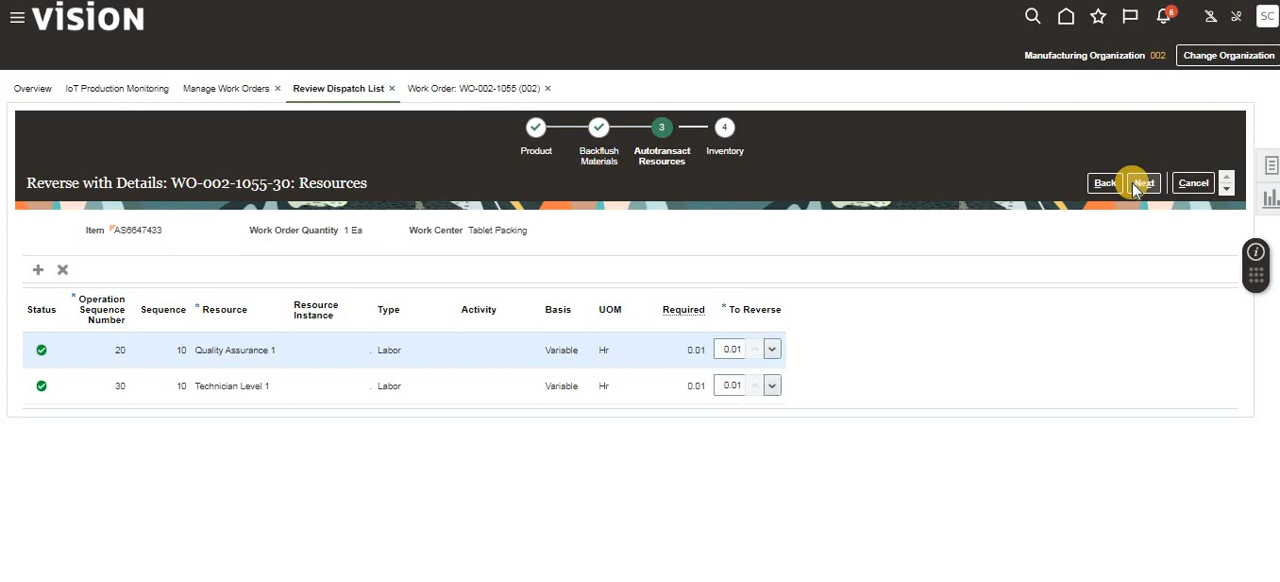 vision
6
SC
Manufacturing Organization 002 Change Organization
Overview IoT Production Monitoring Manage Work Orders × Review Dispatch List × Work Order: WO-002-1055 (002) ×
3 4
Product Backflush Materials Autotransact Resources Inventory
Reverse with Details: WO-002-1055-30: Resources Back Next Cancel
Item AS6647433 Work Order Quantity 1 Ea Work Center Tablet Packing
Status * Operation Sequence Number Sequence * Resource Resource Instance Type Activity Basis UOM Required * To Reverse
20 10 Quality Assurance 1 . Labor Variable Hr 0.01 0.01
30 10 Technician Level 1 . Labor Variable Hr 0.01 0.01